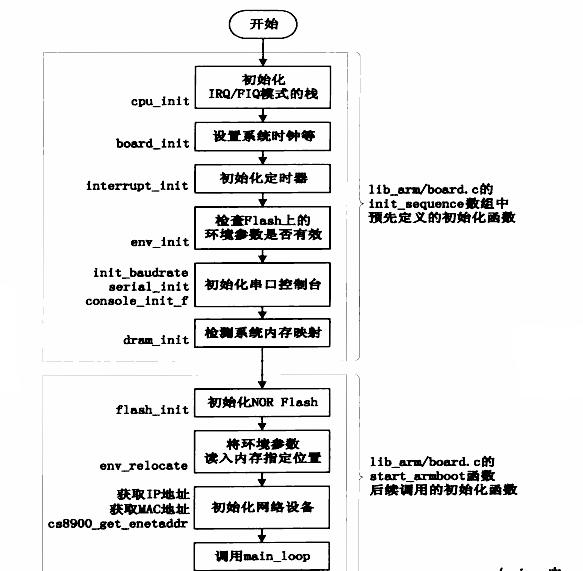 开始
初始化
IRQ/FIQ模式的栈
cpu_init
设置系统时钟等
board_init
初始化定时器
interrupt_init
检查Flash上的
环境参数是否有效
env_init
init_baudrate
serial_init
console_init_f
初始化串口控制台
检测系统内存映射
dram_init
lib_arm/board.c的
init_sequence数组中
预先定义的初始化函数
初始化NOR Flash
flash_init
将环境参数
读入内存指定位置
env_relocate
获取IP地址
获取MAC地址
cs8900_get_enetaddr
初始化网络设备
调用main_loop
lib_arm/board.c的
start_armboot函数
后续调用的初始化函数